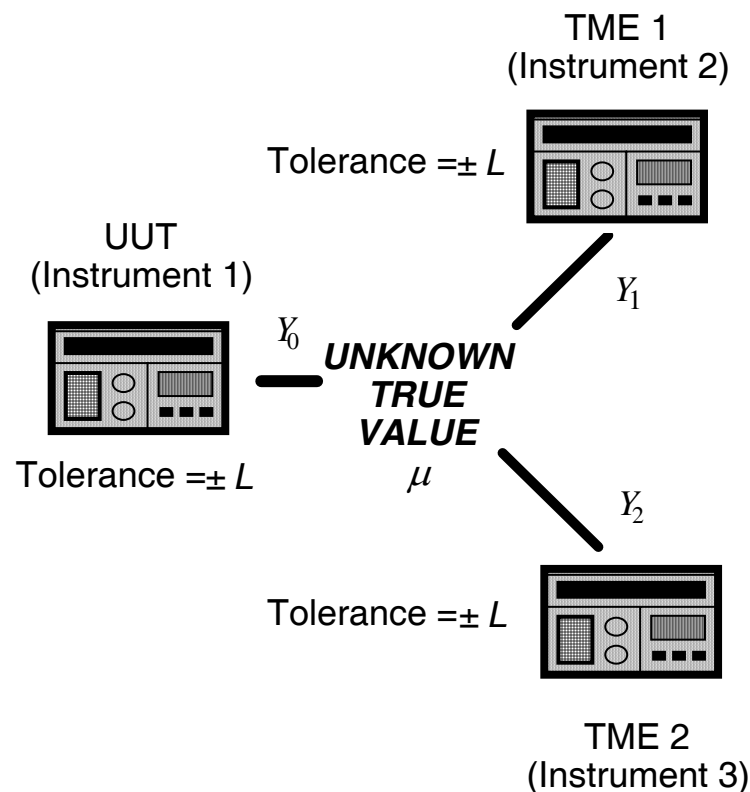 TME 1
(Instrument 2)
Tolerance =± L
UUT
(Instrument 1)
Y₀
Y₁
UNKNOWN
TRUE
VALUE
μ
Tolerance =± L
Y₂
Tolerance =± L
TME 2
(Instrument 3)